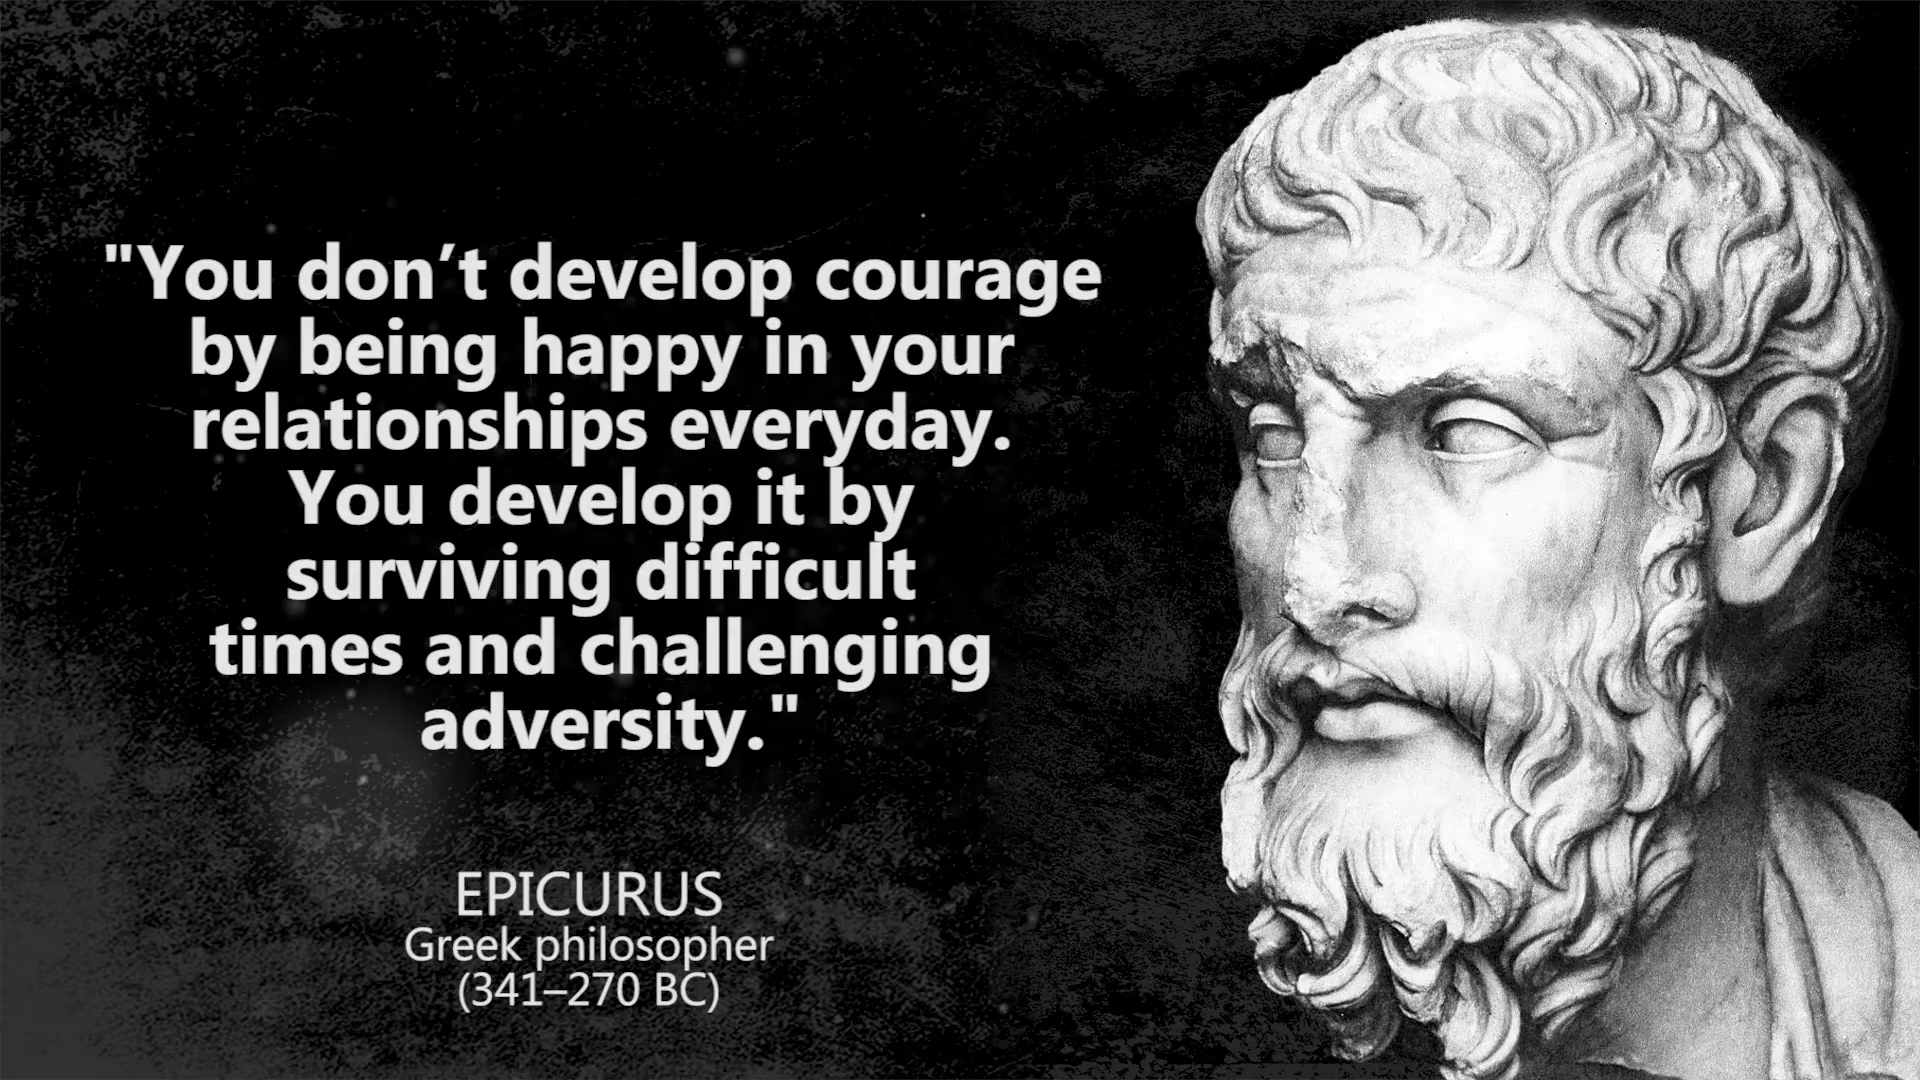 "You don’t develop courage
by being happy in your
relationships everyday.
You develop it by
surviving difficult
times and challenging
adversity."
EPICURUS
Greek philosopher
(341–270 BC)